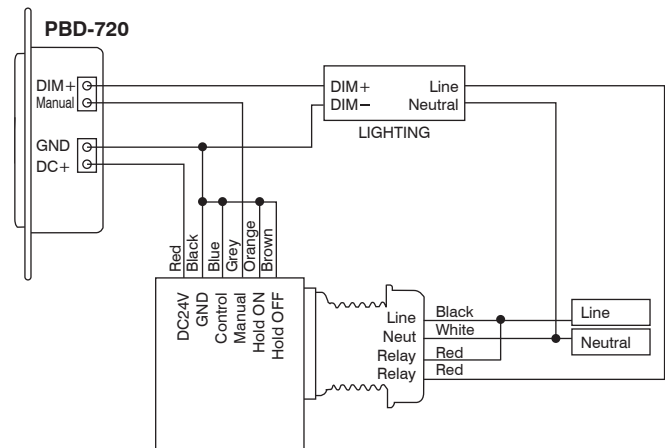 PBD-720
DIM+
Manual
GND
DC+
DIM+ Line
DIM− Neutral
LIGHTING
Red
Black
Blue
Grey
Orange
Brown
DC24V
GND
Control
Manual
Hold ON
Hold OFF
Line Black Line
Neut White Neutral
Relay Red
Relay Red